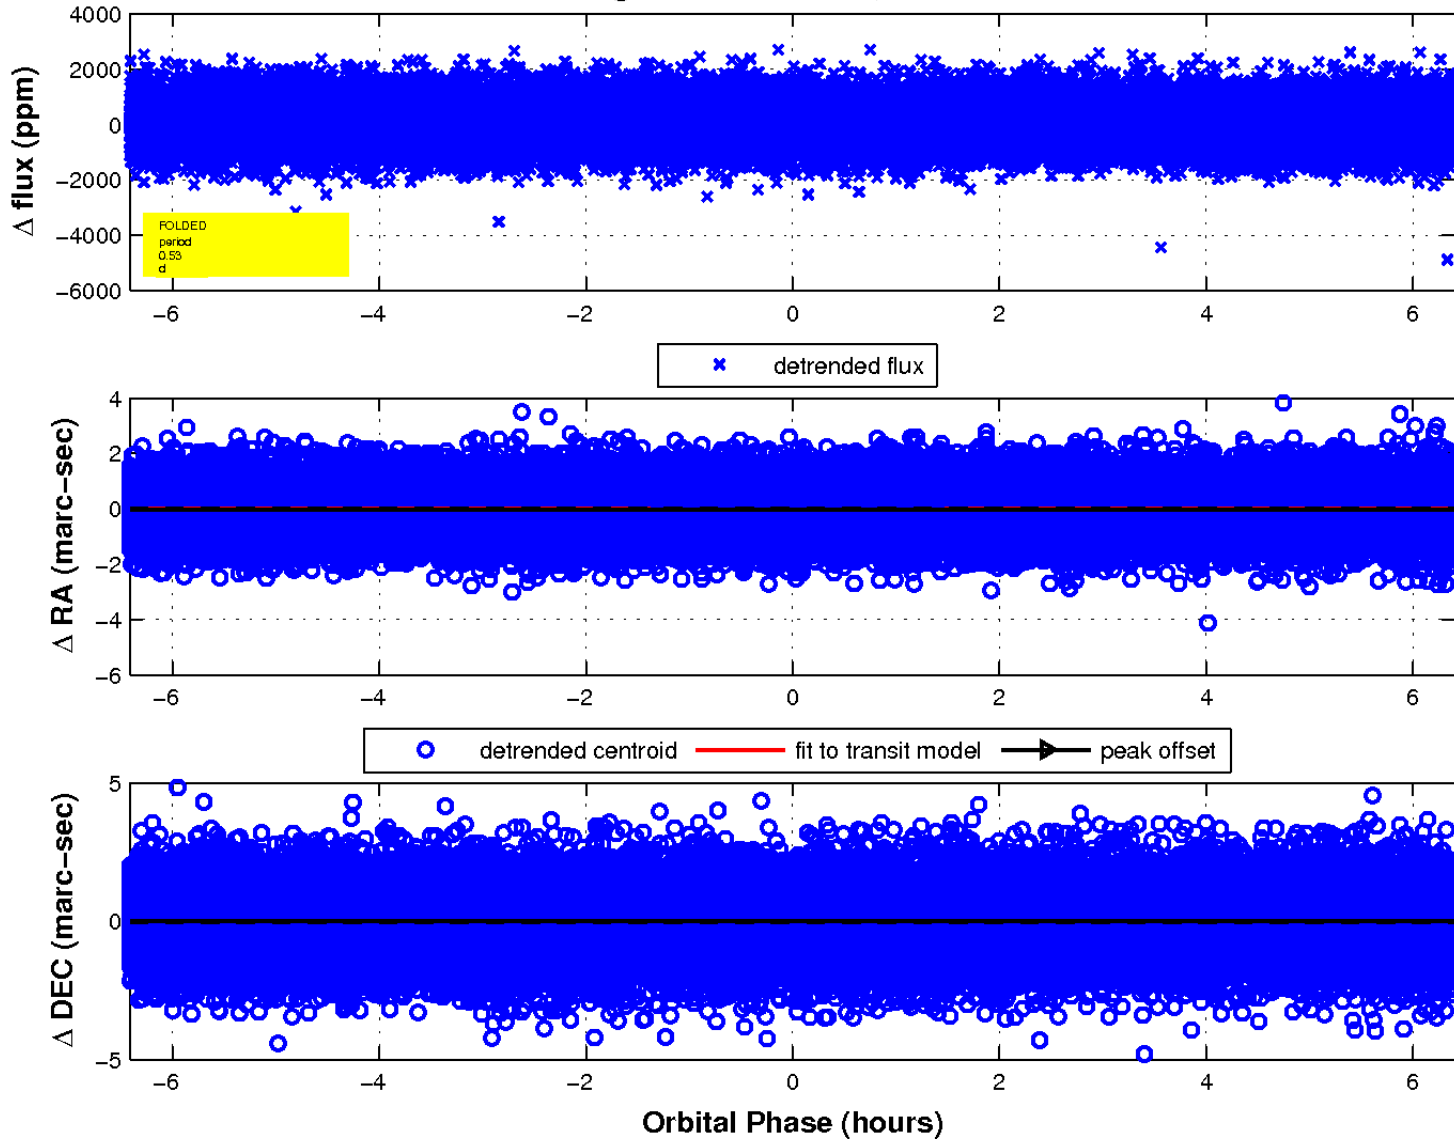 4000
2000
0
−2000
−4000
−6000
Δ flux (ppm)
FOLDED
period
0.53
d
−6 −4 −2 0 2 4 6
detrended flux
4
2
0
−2
−4
−6
Δ RA (marc−sec)
−6 −4 −2 0 2 4 6
detrended centroid fit to transit model peak offset
5
0
−5
Δ DEC (marc−sec)
−6 −4 −2 0 2 4 6
Orbital Phase (hours)